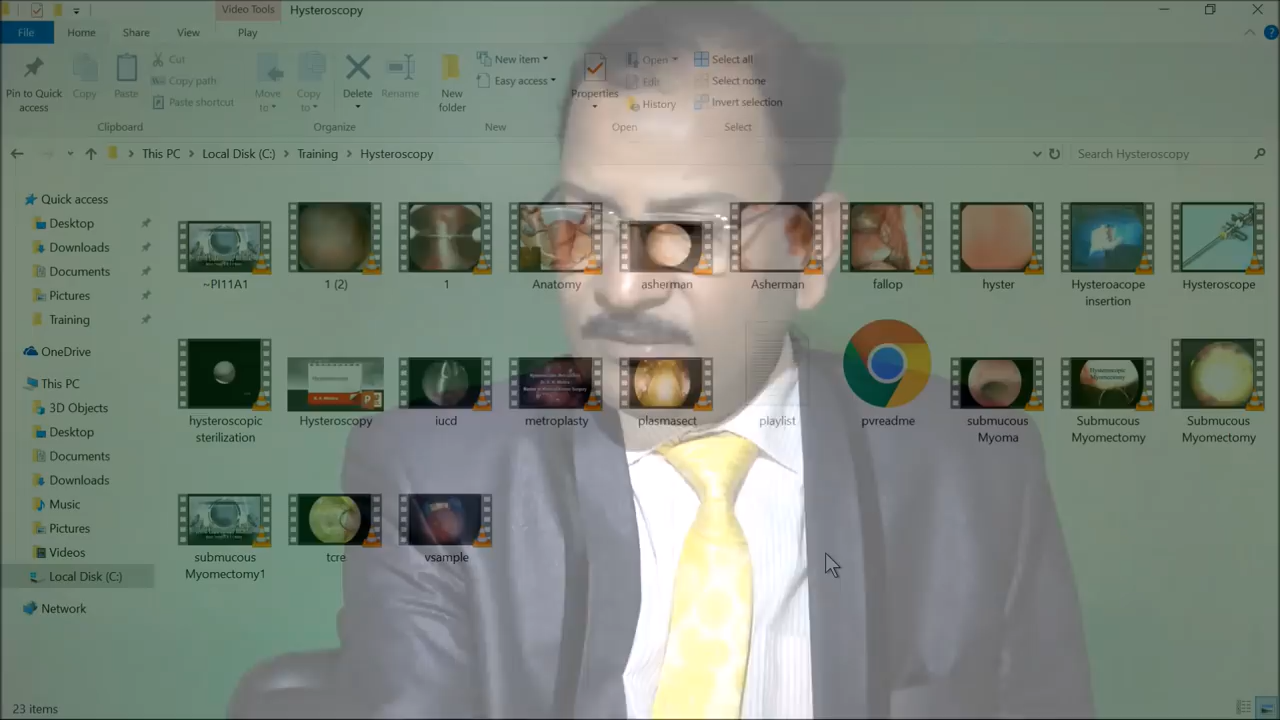 Video Tools
Hysteroscopy
File
Home
Share
View
Play
Pin to Quick
access
Copy
Paste
Cut
Copy path
Paste shortcut
Clipboard
Move
to
Copy
to
Delete
Rename
Organize
New
folder
New item
Easy access
New
Properties
Open
Edit
History
Open
Select all
Select none
Invert selection
Select
This PC
Local Disk (C:)
Training
Hysteroscopy
Search Hysteroscopy
Quick access
Desktop
Downloads
Documents
Pictures
Training
OneDrive
This PC
3D Objects
Desktop
Documents
Downloads
Music
Pictures
Videos
Local Disk (C:)
Network
~PI11A1
1 (2)
1
Anatomy
asherman
Asherman
fallop
hyster
Hysteroacope
insertion
Hysteroscope
hysteroscopic
sterilization
Hysteroscopy
iucd
metroplasty
plasmasect
playlist
pvreadme
submucous
Myoma
Submucous
Myomectomy
Submucous
Myomectomy
submucous
Myomectomy1
tcre
vsample
23 items